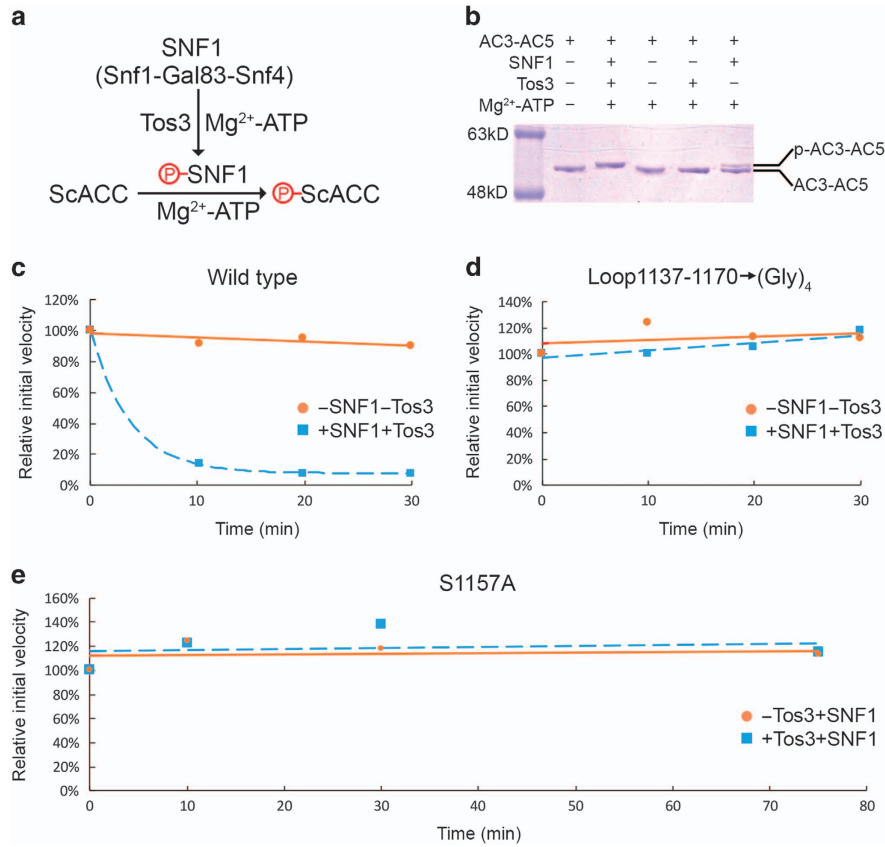 a
SNF1
(Snf1-Gal83-Snf4)
Tos3 Mg²⁺-ATP
P-SNF1
ScACC P-ScACC
Mg²⁺-ATP
b
AC3-AC5 + + + + +
SNF1 – + – – +
Tos3 – + – + –
Mg²⁺-ATP – + + + +
63kD
48kD
p-AC3-AC5
AC3-AC5
c
Wild type
Relative initial velocity
120%
100%
80%
60%
40%
20%
0%
0 10 20 30
Time (min)
–SNF1–Tos3
+SNF1+Tos3
d
Loop1137-1170→(Gly)₄
Relative initial velocity
140%
120%
100%
80%
60%
40%
20%
0%
0 10 20 30
Time (min)
–SNF1–Tos3
+SNF1+Tos3
e
S1157A
Relative initial velocity
160%
140%
120%
100%
80%
60%
40%
20%
0%
0 10 20 30 40 50 60 70 80
Time (min)
–Tos3+SNF1
+Tos3+SNF1